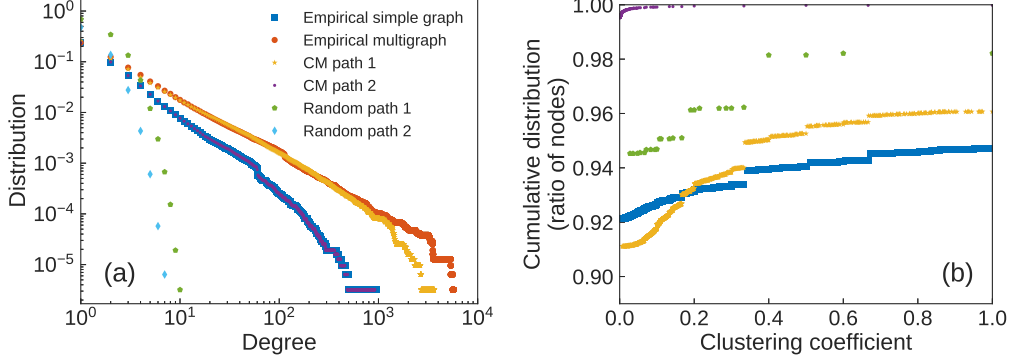 10^0
10^-1
10^-2
10^-3
10^-4
10^-5
Distribution
Empirical simple graph
Empirical multigraph
CM path 1
CM path 2
Random path 1
Random path 2
(a)
10^0 10^1 10^2 10^3 10^4
Degree
1.00
0.98
0.96
0.94
0.92
0.90
Cumulative distribution
(ratio of nodes)
(b)
0.0 0.2 0.4 0.6 0.8 1.0
Clustering coefficient